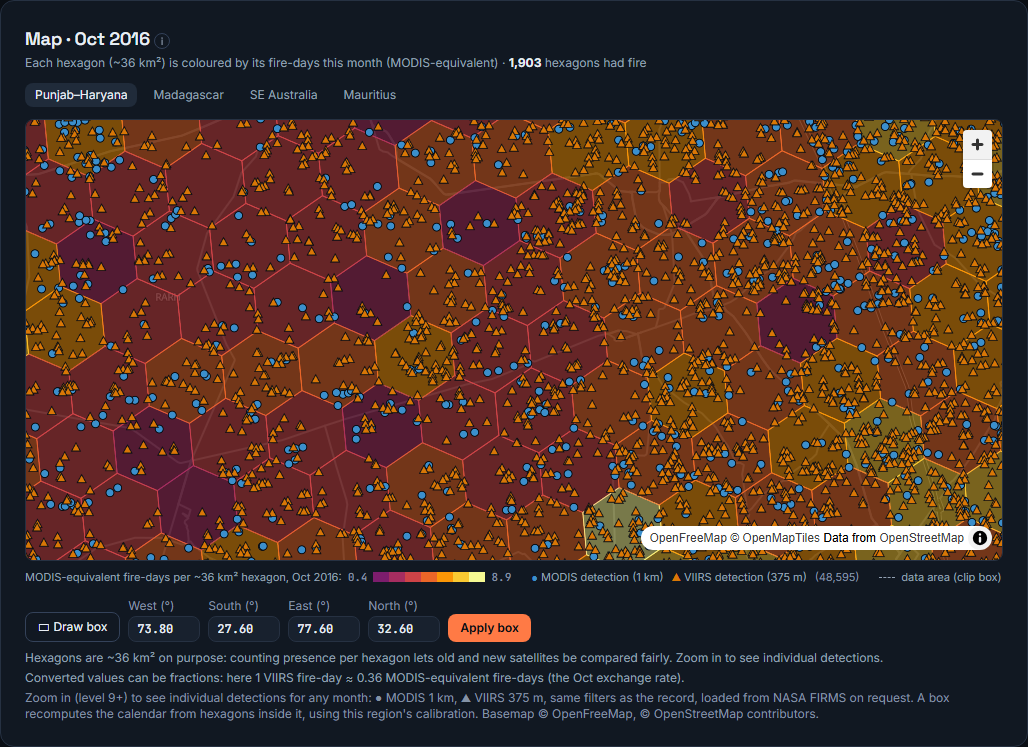 Map · Oct 2016 i
Each hexagon (~36 km²) is coloured by its fire-days this month (MODIS-equivalent) · 1,903 hexagons had fire
Punjab–Haryana Madagascar SE Australia Mauritius
+
−
OpenFreeMap © OpenMapTiles Data from OpenStreetMap
MODIS-equivalent fire-days per ~36 km² hexagon, Oct 2016: 0.4 8.9 ● MODIS detection (1 km) ▲ VIIRS detection (375 m) (48,595) ---- data area (clip box)
West (°) South (°) East (°) North (°)
Draw box 73.80 27.60 77.60 32.60 Apply box
Hexagons are ~36 km² on purpose: counting presence per hexagon lets old and new satellites be compared fairly. Zoom in to see individual detections.
Converted values can be fractions: here 1 VIIRS fire-day ≈ 0.36 MODIS-equivalent fire-days (the Oct exchange rate).
Zoom in (level 9+) to see individual detections for any month: ● MODIS 1 km, ▲ VIIRS 375 m, same filters as the record, loaded from NASA FIRMS on request. A box
recomputes the calendar from hexagons inside it, using this region's calibration. Basemap © OpenFreeMap, © OpenStreetMap contributors.